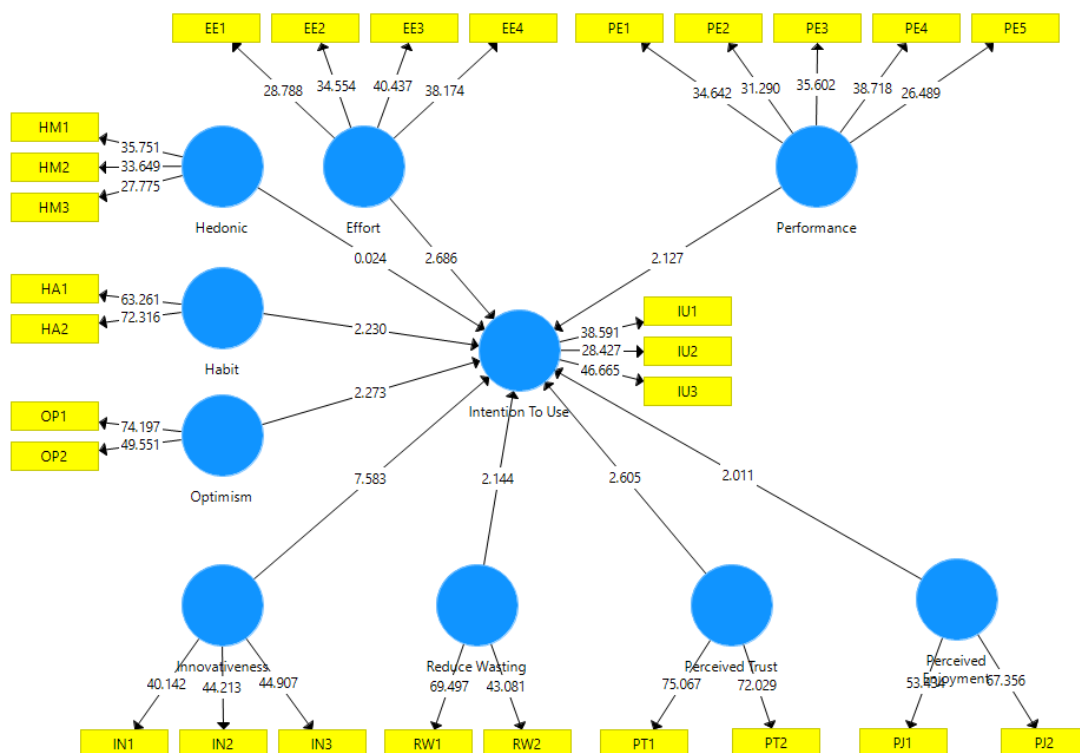 EE1 EE2 EE3 EE4 PE1 PE2 PE3 PE4 PE5
28.788 34.554 40.437 38.174 34.642 31.290 35.602 38.718 26.489
HM1
35.751
HM2
33.649
HM3
27.775
Hedonic Effort Performance
0.024 2.686 2.127
HA1
63.261
HA2
72.316
Habit
2.230
IU1
38.591
IU2
28.427
IU3
46.665
Intention To Use
OP1
74.197
OP2
49.551
Optimism
2.273
7.583 2.144 2.605 2.011
Innovativeness Reduce Wasting Perceived Trust Perceived
Enjoyment
40.142 44.213 44.907 69.497 43.081 75.067 72.029 53.434 67.356
IN1 IN2 IN3 RW1 RW2 PT1 PT2 PJ1 PJ2